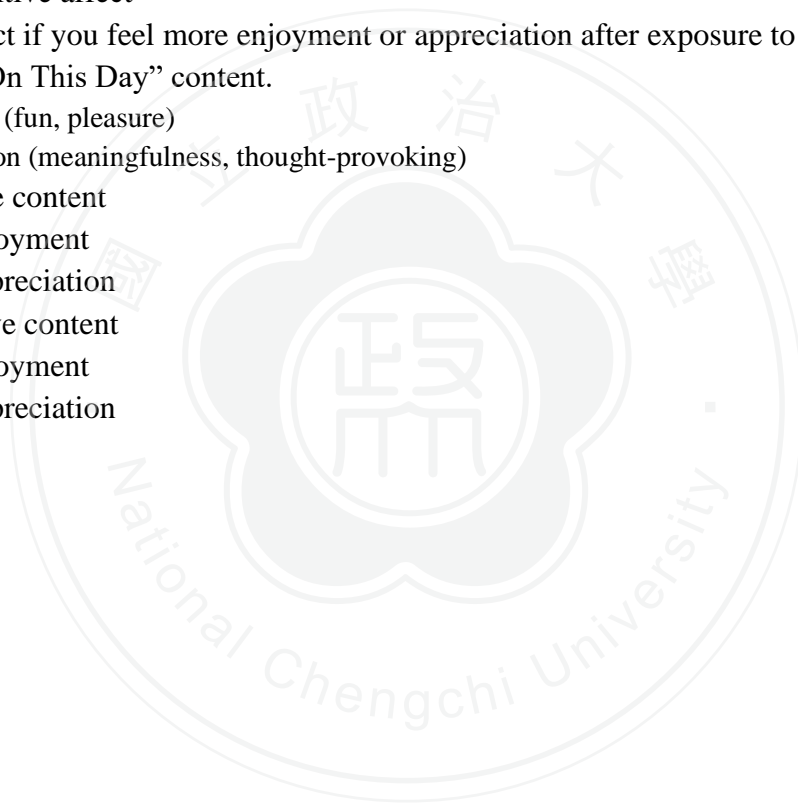 ct if you feel more enjoyment or appreciation after exposure to
On This Day” content.
(fun, pleasure)
on (meaningfulness, thought-provoking)
e content
oyment
preciation
ve content
oyment
preciation
國立政治大學
政
National Chengchi University